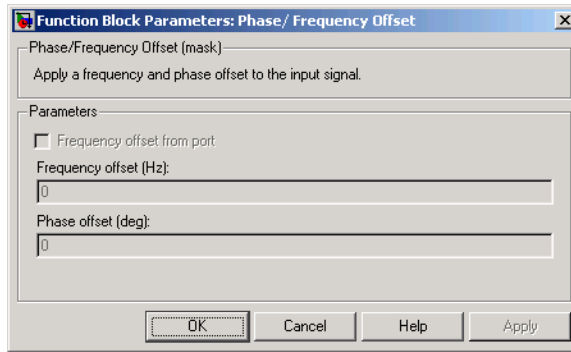 Function Block Parameters: Phase/ Frequency Offset
Phase/Frequency Offset (mask)
Apply a frequency and phase offset to the input signal.
Parameters
Frequency offset from port
Frequency offset (Hz):
0
Phase offset (deg):
0
OK Cancel Help Apply